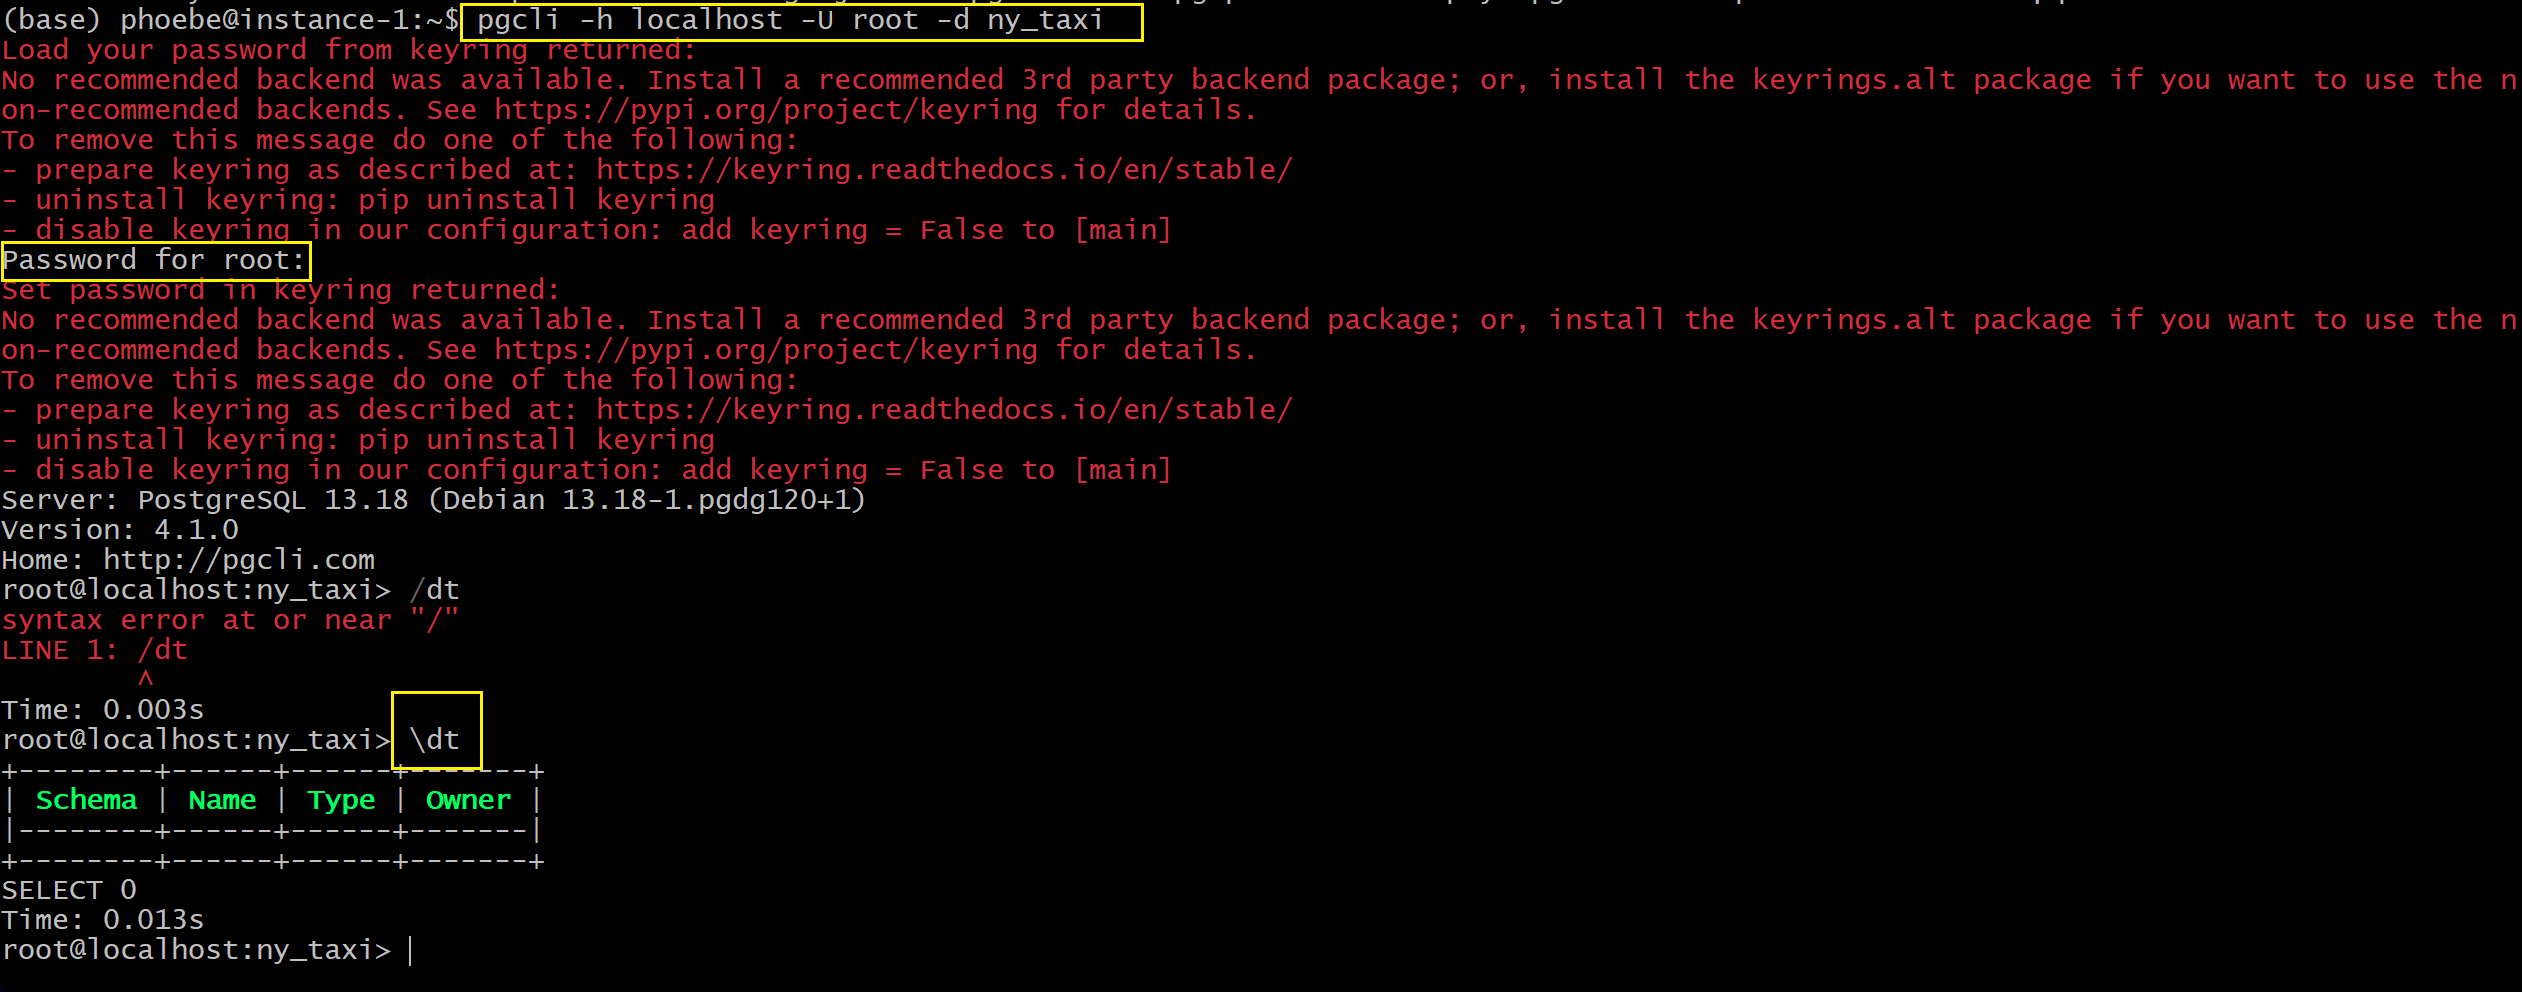 (base) phoebe@instance-1:~$ pgcli -h localhost -U root -d ny_taxi
Load your password from keyring returned:
No recommended backend was available. Install a recommended 3rd party backend package; or, install the keyrings.alt package if you want to use the n
on-recommended backends. See https://pypi.org/project/keyring for details.
To remove this message do one of the following:
- prepare keyring as described at: https://keyring.readthedocs.io/en/stable/
- uninstall keyring: pip uninstall keyring
- disable keyring in our configuration: add keyring = False to [main]
Password for root:
Set password in keyring returned:
No recommended backend was available. Install a recommended 3rd party backend package; or, install the keyrings.alt package if you want to use the n
on-recommended backends. See https://pypi.org/project/keyring for details.
To remove this message do one of the following:
- prepare keyring as described at: https://keyring.readthedocs.io/en/stable/
- uninstall keyring: pip uninstall keyring
- disable keyring in our configuration: add keyring = False to [main]
Server: PostgreSQL 13.18 (Debian 13.18-1.pgdg120+1)
Version: 4.1.0
Home: http://pgcli.com
root@localhost:ny_taxi> /dt
syntax error at or near "/"
LINE 1: /dt
        ^
Time: 0.003s
root@localhost:ny_taxi> \dt
+--------+------+------+-------+
| Schema | Name | Type | Owner |
|--------+------+------+-------|
+--------+------+------+-------+
SELECT 0
Time: 0.013s
root@localhost:ny_taxi>